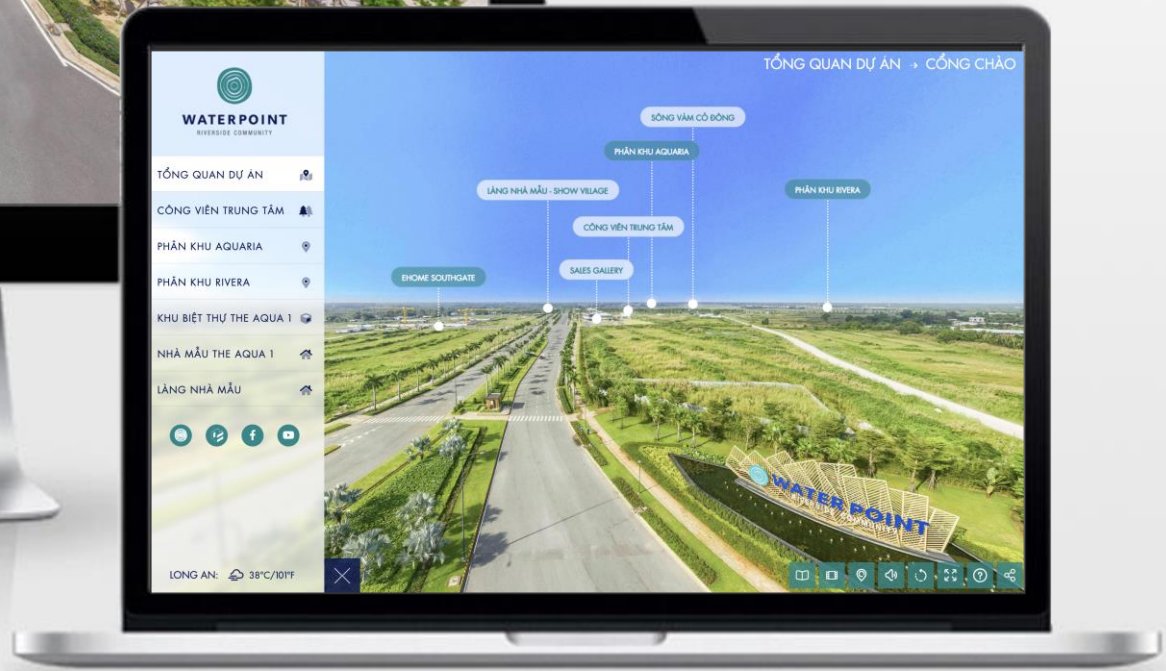 WATERPOINT
RIVERSIDE COMMUNITY
TỔNG QUAN DỰ ÁN
CÔNG VIÊN TRUNG TÂM
PHÂN KHU AQUARIA
PHÂN KHU RIVERA
KHU BIỆT THỰ THE AQUA 1
NHÀ MẪU THE AQUA 1
LÀNG NHÀ MẪU
LONG AN: 38°C/101°F
TỔNG QUAN DỰ ÁN → CỔNG CHÀO
SÔNG VÀM CỎ ĐÔNG
PHÂN KHU AQUARIA
LÀNG NHÀ MẪU - SHOW VILLAGE
PHÂN KHU RIVERA
CÔNG VIÊN TRUNG TÂM
SALES GALLERY
EHOME SOUTHGATE
WATERPOINT
RIVERSIDE COMMUNITY